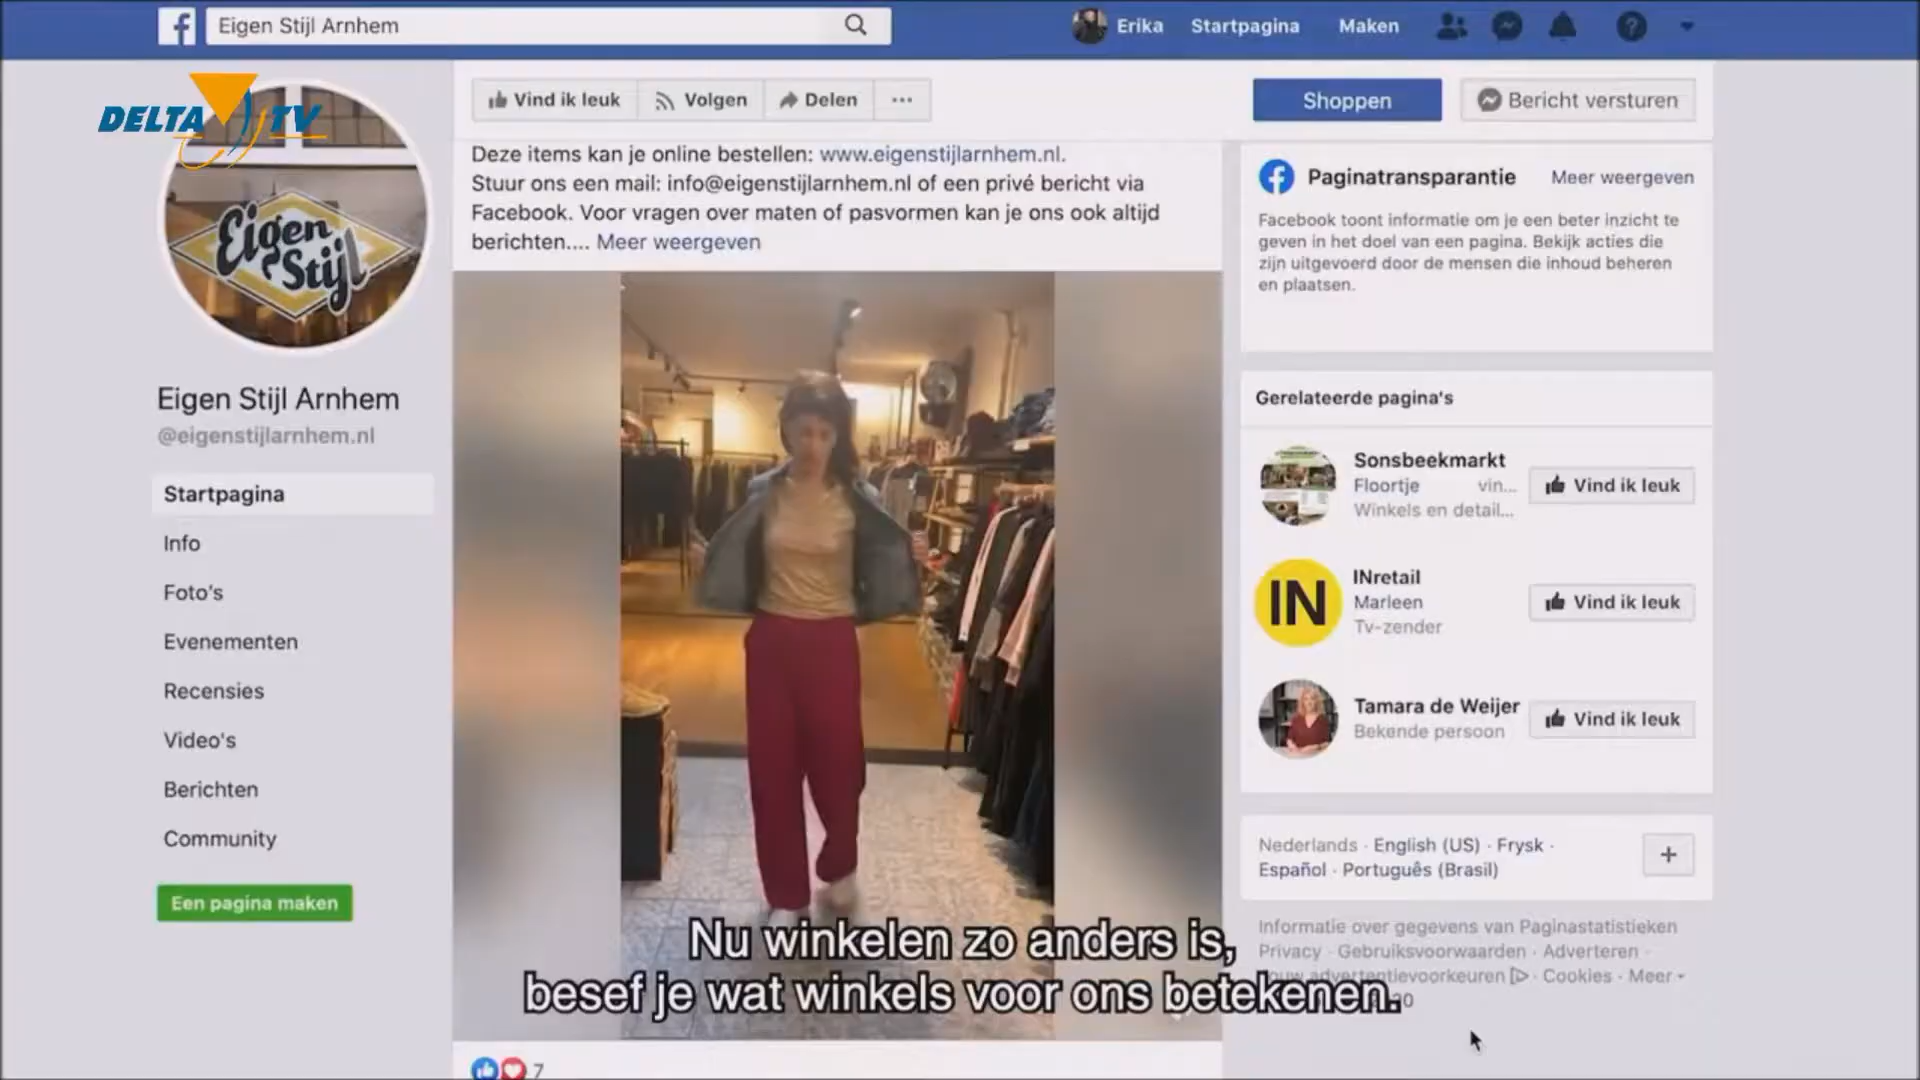 Eigen Stijl Arnhem
Erika
Startpagina
Maken
DELTA TV
Eigen Stijl
Eigen Stijl Arnhem
@eigenstijlarnhem.nl
Startpagina
Info
Foto's
Evenementen
Recensies
Video's
Berichten
Community
Een pagina maken
Vind ik leuk
Volgen
Delen
Shoppen
Bericht versturen
Deze items kan je online bestellen: www.eigenstijlarnhem.nl.
Stuur ons een mail: info@eigenstijlarnhem.nl of een privé bericht via
Facebook. Voor vragen over maten of pasvormen kan je ons ook altijd
berichten.... Meer weergeven
7
Paginatransparantie Meer weergeven
Facebook toont informatie om je een beter inzicht te
geven in het doel van een pagina. Bekijk acties die
zijn uitgevoerd door de mensen die inhoud beheren
en plaatsen.
Gerelateerde pagina's
Sonsbeekmarkt
Floortje vin...
Winkels en detail...
Vind ik leuk
IN
INretail
Marleen
Tv-zender
Vind ik leuk
Tamara de Weijer
Bekende persoon
Vind ik leuk
Nederlands · English (US) · Frysk ·
Español · Português (Brasil)
Informatie over gegevens van Paginastatistieken
Privacy · Gebruiksvoorwaarden · Adverteren ·
advertentievoorkeuren · Cookies · Meer
Nu winkelen zo anders is,
besef je wat winkels voor ons betekenen.